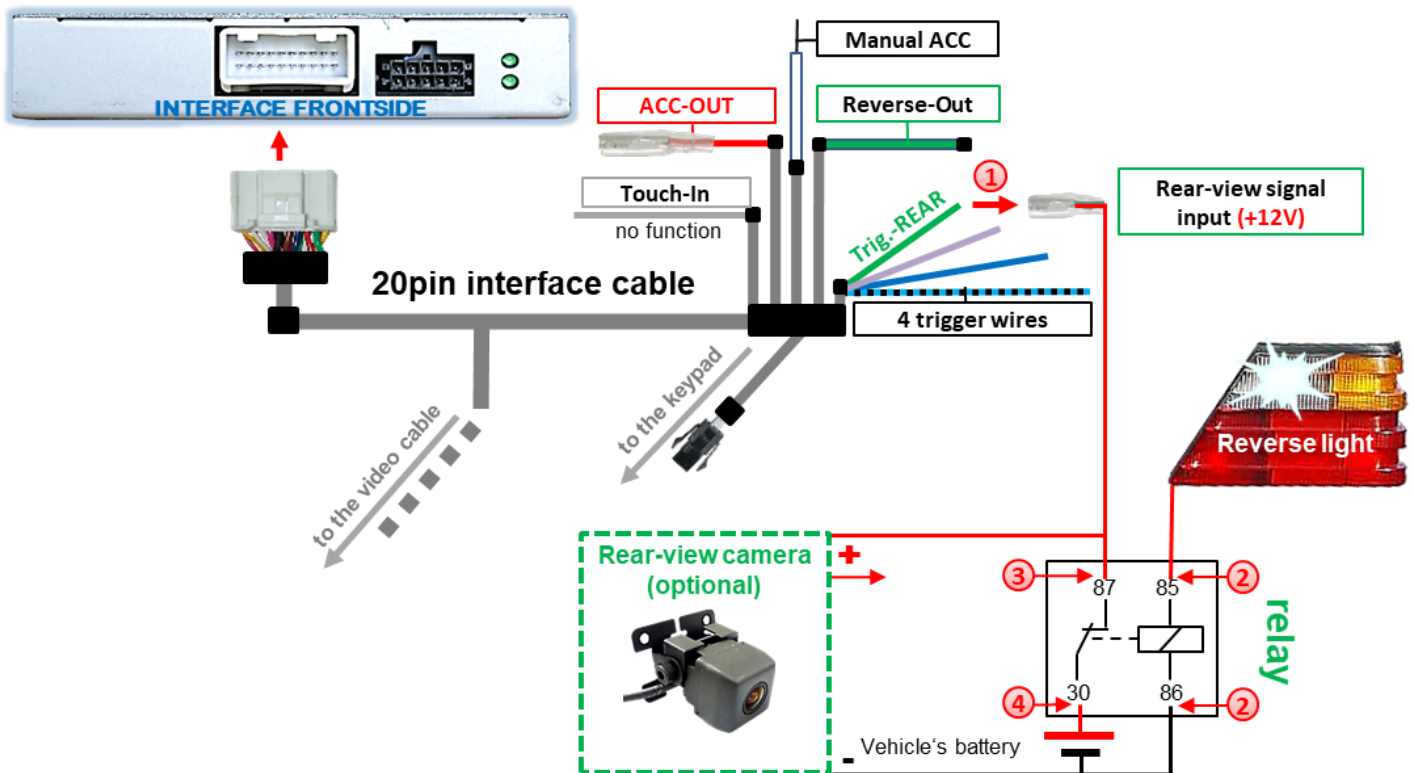 INTERFACE FRONTSIDE
Manual ACC
ACC-OUT
Reverse-Out
Touch-In
no function
Trig.-REAR
1
Rear-view signal
input (+12V)
20pin interface cable
4 trigger wires
to the video cable
to the keypad
Reverse light
Rear-view camera
(optional)
+
3
87
85
2
relay
30
86
4
2
-
Vehicle‘s battery